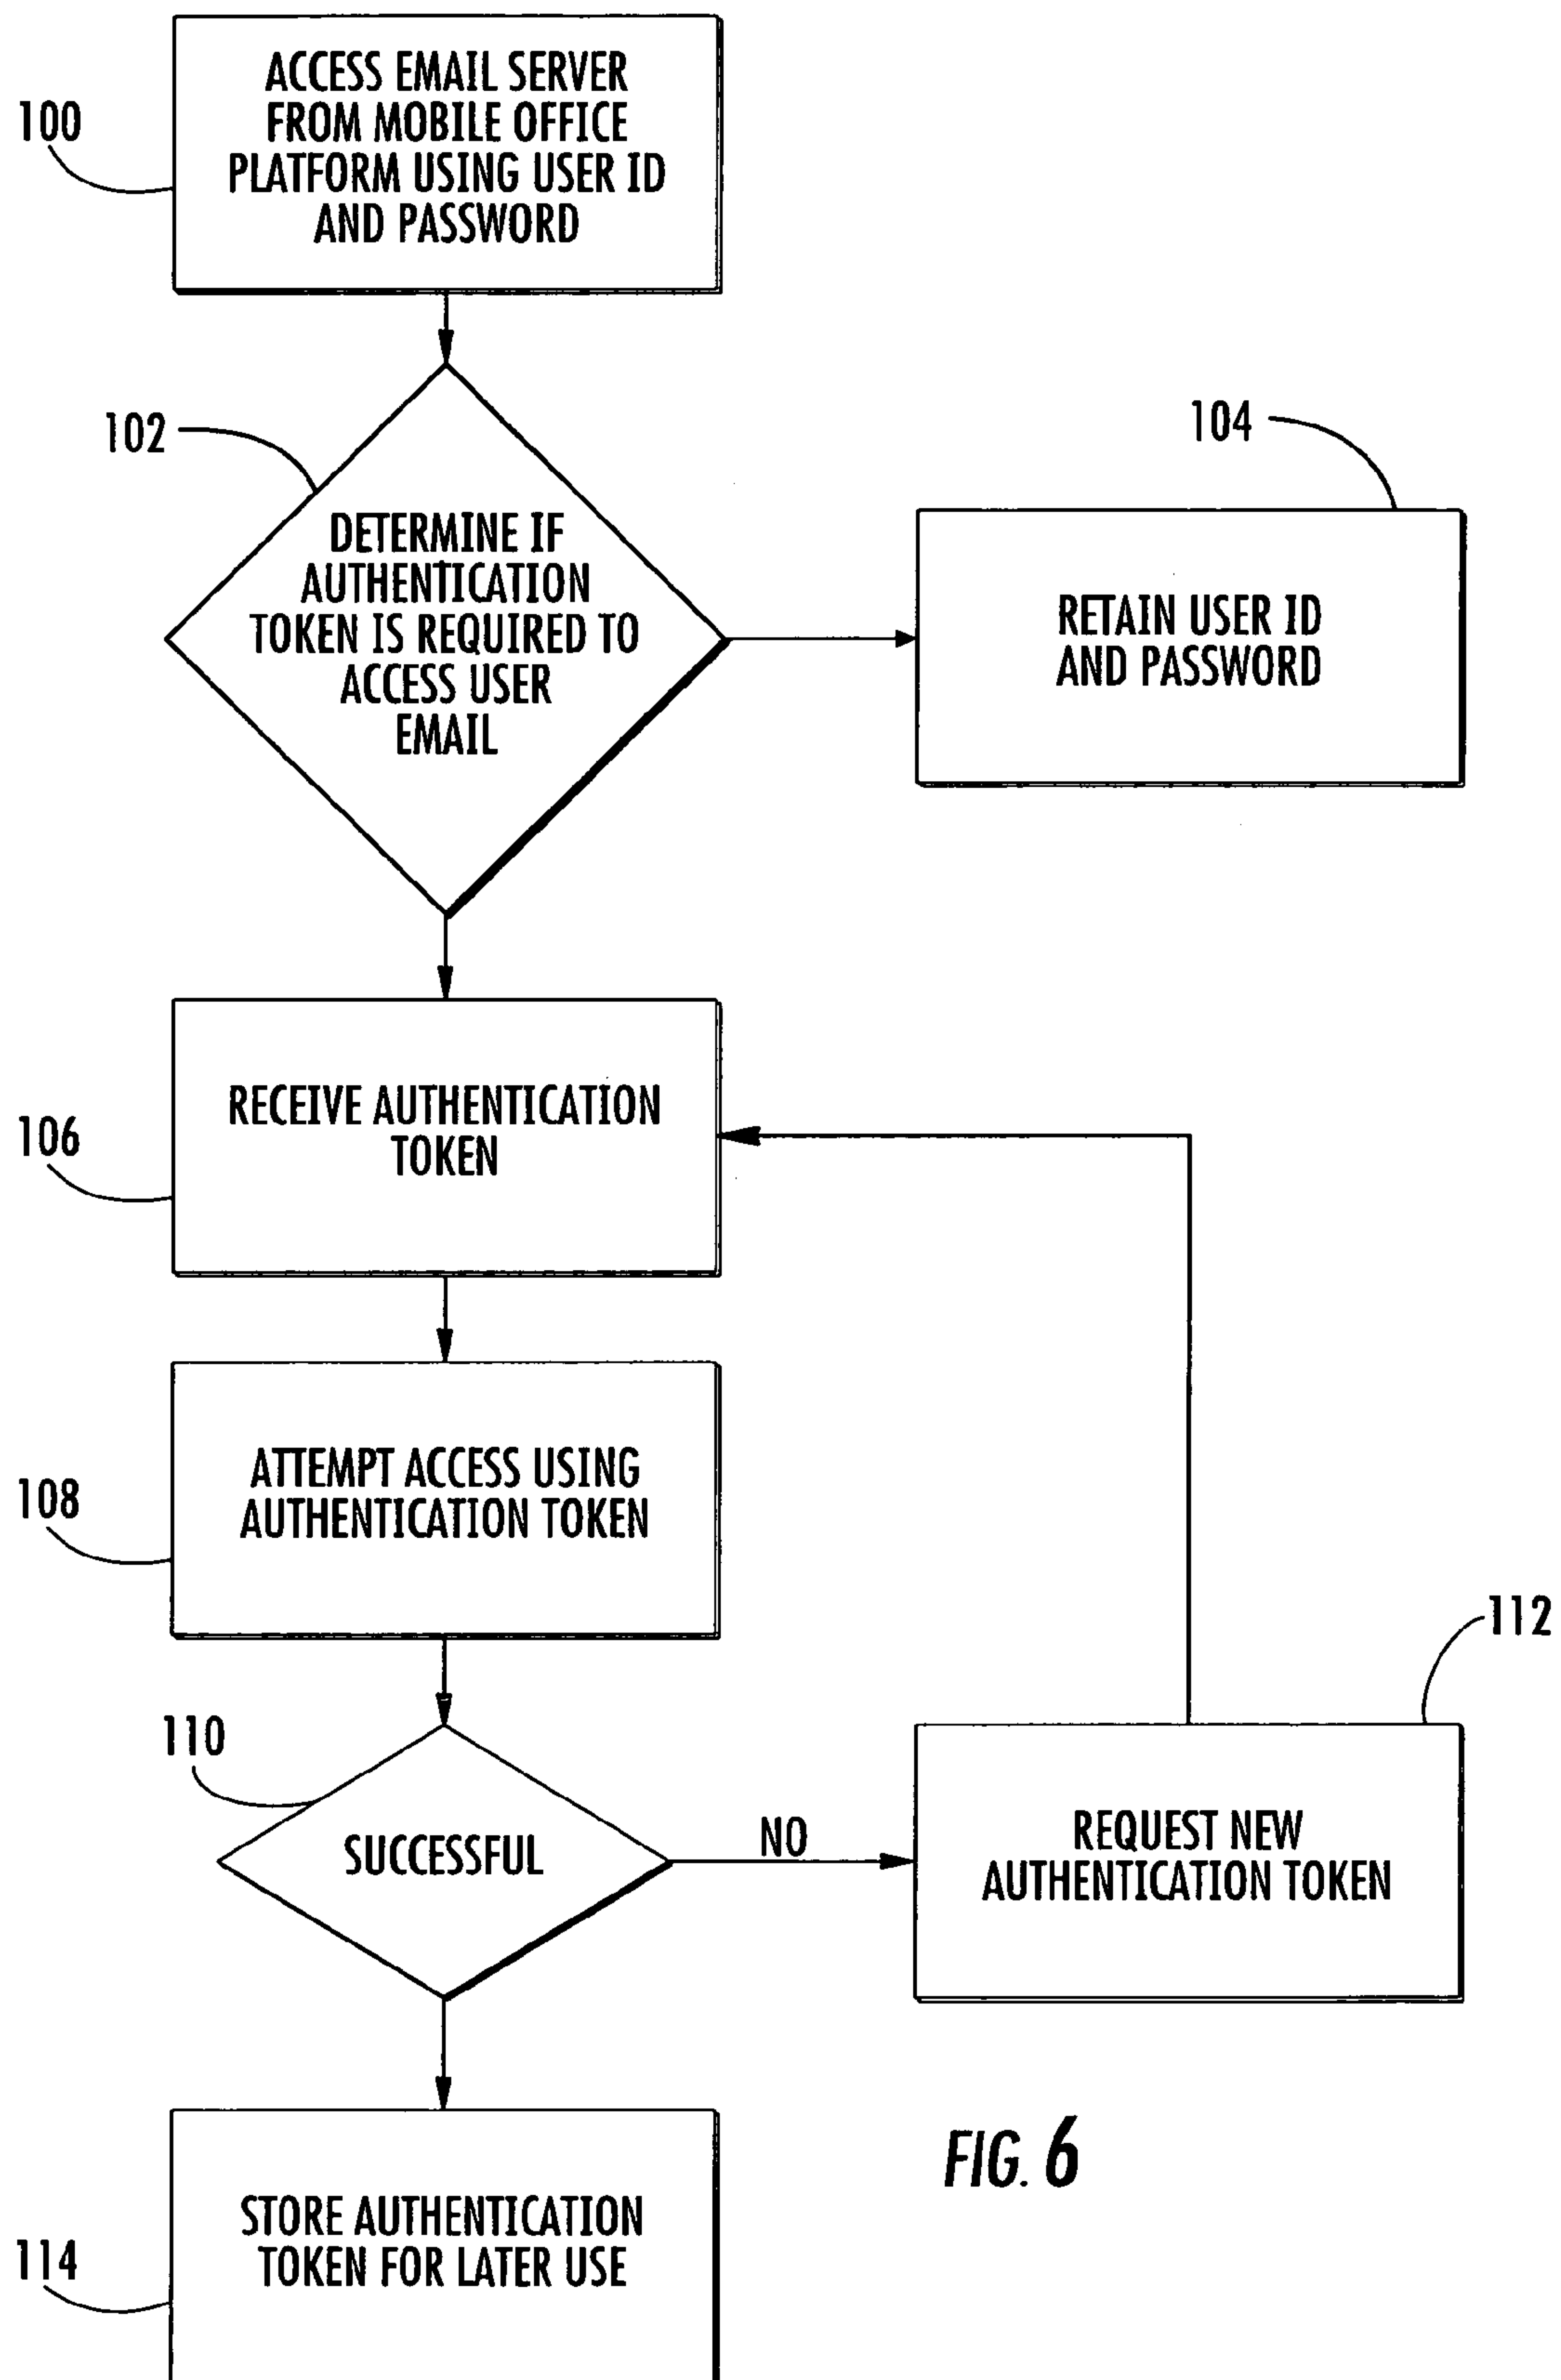 100
ACCESS EMAIL SERVER
FROM MOBILE OFFICE
PLATFORM USING USER ID
AND PASSWORD
102
DETERMINE IF
AUTHENTICATION
TOKEN IS REQUIRED TO
ACCESS USER
EMAIL
104
RETAIN USER ID
AND PASSWORD
106
RECEIVE AUTHENTICATION
TOKEN
108
ATTEMPT ACCESS USING
AUTHENTICATION TOKEN
110
SUCCESSFUL
NO
112
REQUEST NEW
AUTHENTICATION TOKEN
114
STORE AUTHENTICATION
TOKEN FOR LATER USE
FIG. 6